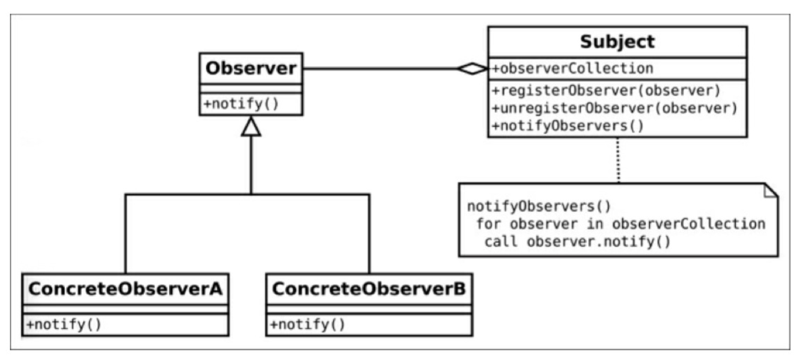 Observer
+notify()
Subject
+observerCollection
+registerObserver(observer)
+unregisterObserver(observer)
+notifyObservers()
notifyObservers()
for observer in observerCollection
call observer.notify()
ConcreteObserverA
+notify()
ConcreteObserverB
+notify()